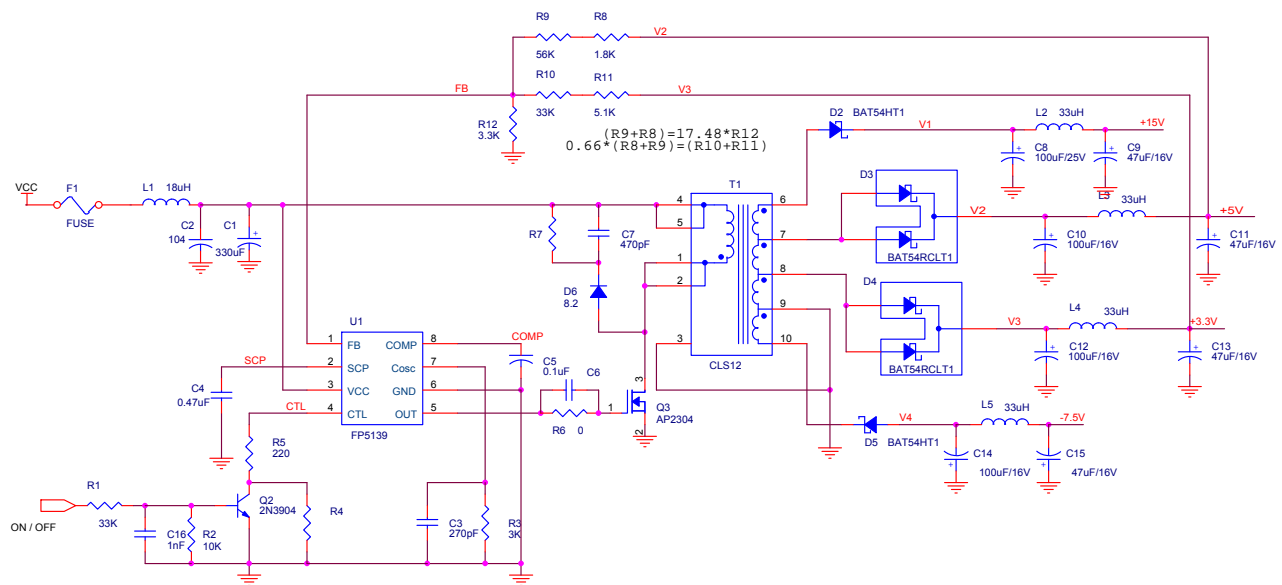 R9
R8
V2
56K
1.8K
R10
R11
FB
V3
33K
5.1K
R12
3.3K
(R9+R8)=17.48*R12
0.66*(R8+R9)=(R10+R11)
D2
BAT54HT1
V1
L2
33uH
+15V
C8
100uF/25V
C9
47uF/16V
VCC
F1
FUSE
L1
18uH
C2
104
C1
330uF
+
R7
C7
470pF
D6
8.2
T1
4
5
1
2
3
6
7
8
9
10
CLS12
D3
V2
BAT54RCLT1
L3
33uH
+5V
C10
100uF/16V
C11
47uF/16V
D4
V3
BAT54RCLT1
L4
33uH
+3.3V
C12
100uF/16V
C13
47uF/16V
U1
1
FB
COMP
8
COMP
2
SCP
Cosc
7
3
VCC
GND
6
4
CTL
OUT
5
FP5139
SCP
C4
0.47uF
CTL
C5
0.1uF
C6
R6
0
1
3
2
Q3
AP2304
D5
BAT54HT1
V4
L5
33uH
-7.5V
C14
100uF/16V
C15
47uF/16V
R5
220
R1
33K
ON / OFF
C16
1nF
R2
10K
Q2
2N3904
R4
C3
270pF
R3
3K